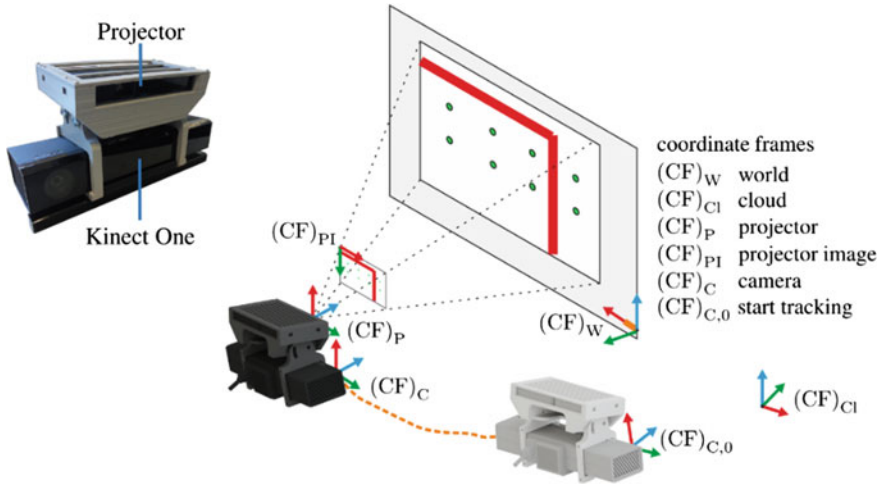 Projector
Kinect One
(CF)PI
(CF)P
(CF)C
(CF)W
(CF)C,0
(CF)Cl
coordinate frames
(CF)W world
(CF)Cl cloud
(CF)P projector
(CF)PI projector image
(CF)C camera
(CF)C,0 start tracking